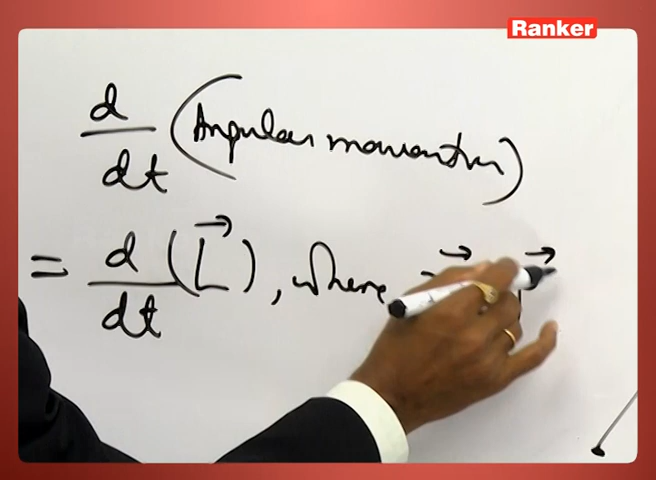 Ranker
d/dt (Angular momentum)
= d/dt (L⃗), where